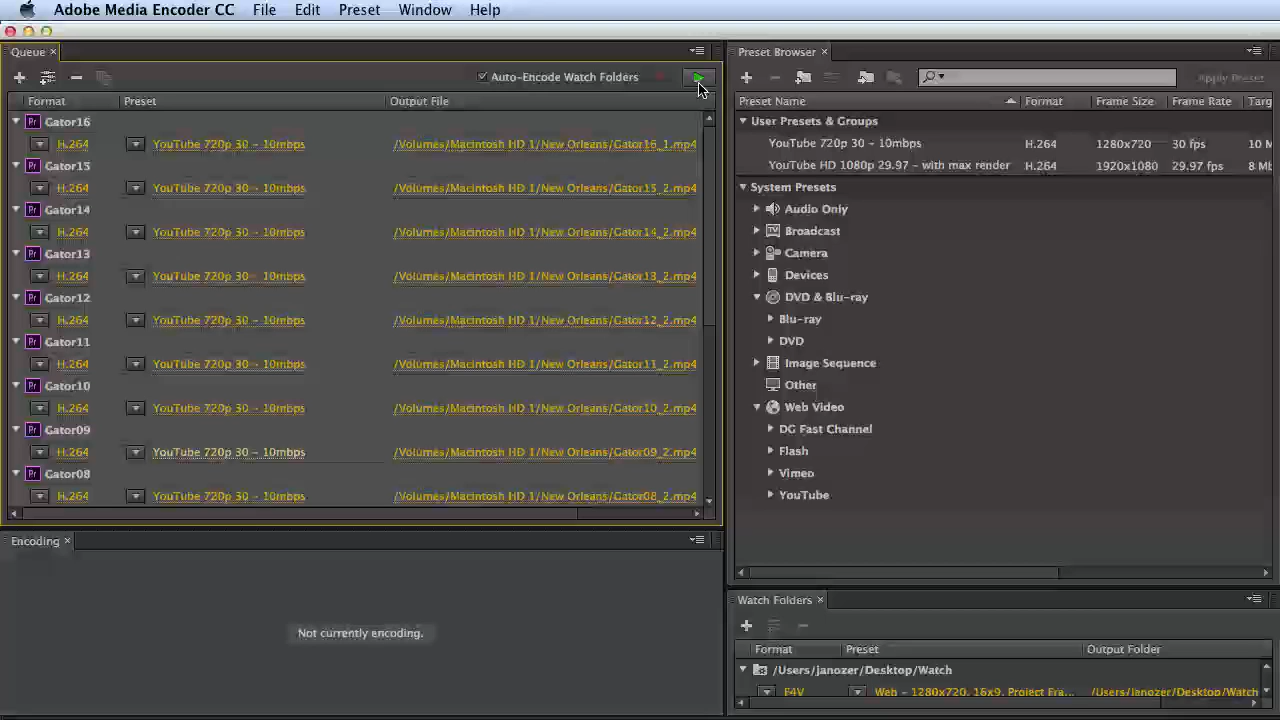 Adobe Media Encoder CC File Edit Preset Window Help
Queue ×
Auto-Encode Watch Folders
Format Preset Output File
Gator16
H.264 YouTube 720p 30 - 10mbps /Volumes/Macintosh HD 1/New Orleans/Gator16_1.mp4
Gator15
H.264 YouTube 720p 30 - 10mbps /Volumes/Macintosh HD 1/New Orleans/Gator15_2.mp4
Gator14
H.264 YouTube 720p 30 - 10mbps /Volumes/Macintosh HD 1/New Orleans/Gator14_2.mp4
Gator13
H.264 YouTube 720p 30 - 10mbps /Volumes/Macintosh HD 1/New Orleans/Gator13_2.mp4
Gator12
H.264 YouTube 720p 30 - 10mbps /Volumes/Macintosh HD 1/New Orleans/Gator12_2.mp4
Gator11
H.264 YouTube 720p 30 - 10mbps /Volumes/Macintosh HD 1/New Orleans/Gator11_2.mp4
Gator10
H.264 YouTube 720p 30 - 10mbps /Volumes/Macintosh HD 1/New Orleans/Gator10_2.mp4
Gator09
H.264 YouTube 720p 30 - 10mbps /Volumes/Macintosh HD 1/New Orleans/Gator09_2.mp4
Gator08
H.264 YouTube 720p 30 - 10mbps /Volumes/Macintosh HD 1/New Orleans/Gator08_2.mp4
Encoding ×
Not currently encoding.
Preset Browser ×
Apply Preset
Preset Name Format Frame Size Frame Rate Targ
User Presets & Groups
YouTube 720p 30 - 10mbps H.264 1280x720 30 fps 10 M
YouTube HD 1080p 29.97 - with max render H.264 1920x1080 29.97 fps 8 Mb
System Presets
Audio Only
Broadcast
Camera
Devices
DVD & Blu-ray
Blu-ray
DVD
Image Sequence
Other
Web Video
DG Fast Channel
Flash
Vimeo
YouTube
Watch Folders ×
Format Preset Output Folder
/Users/janozer/Desktop/Watch
F4V Web - 1280x720, 16x9, Project Fra... /Users/janozer/Desktop/Watch